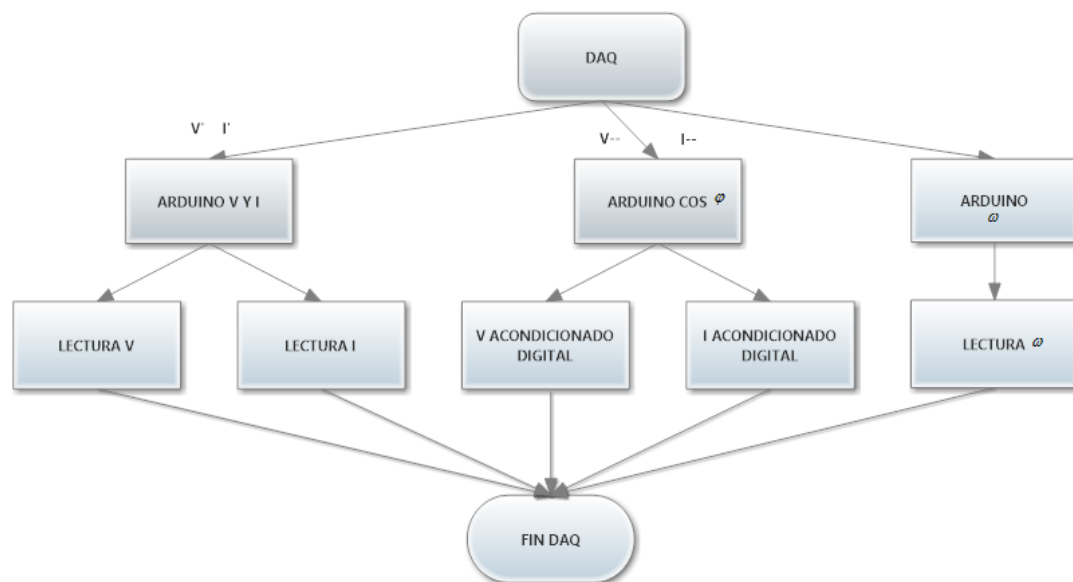 DAQ
V' I'
V-- I--
ARDUINO V Y I
ARDUINO COS φ
ARDUINO
ω
LECTURA V
LECTURA I
V ACONDICIONADO
DIGITAL
I ACONDICIONADO
DIGITAL
LECTURA ω
FIN DAQ